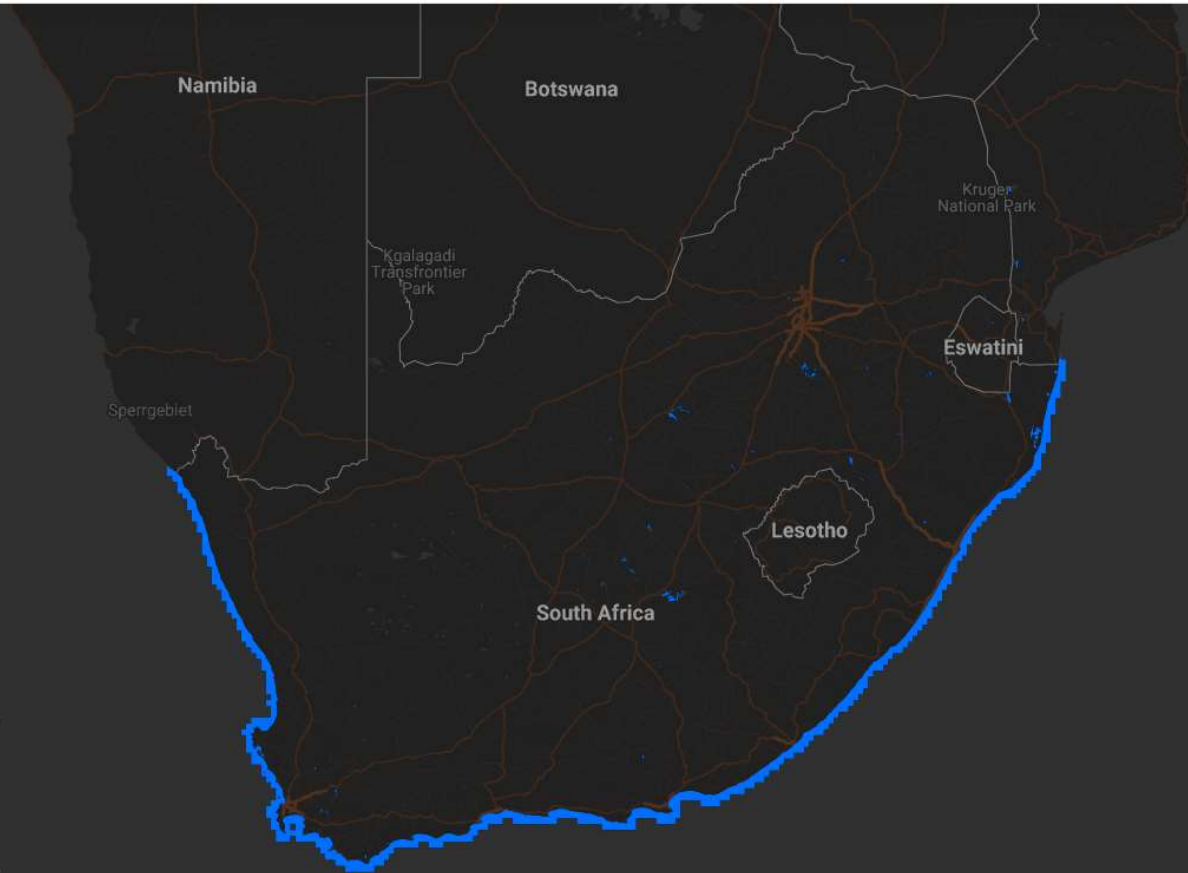 Namibia
Botswana
Kruger
National Park
Kgalagadi
Transfrontier
Park
Eswatini
Sperrgebiet
Lesotho
South Africa